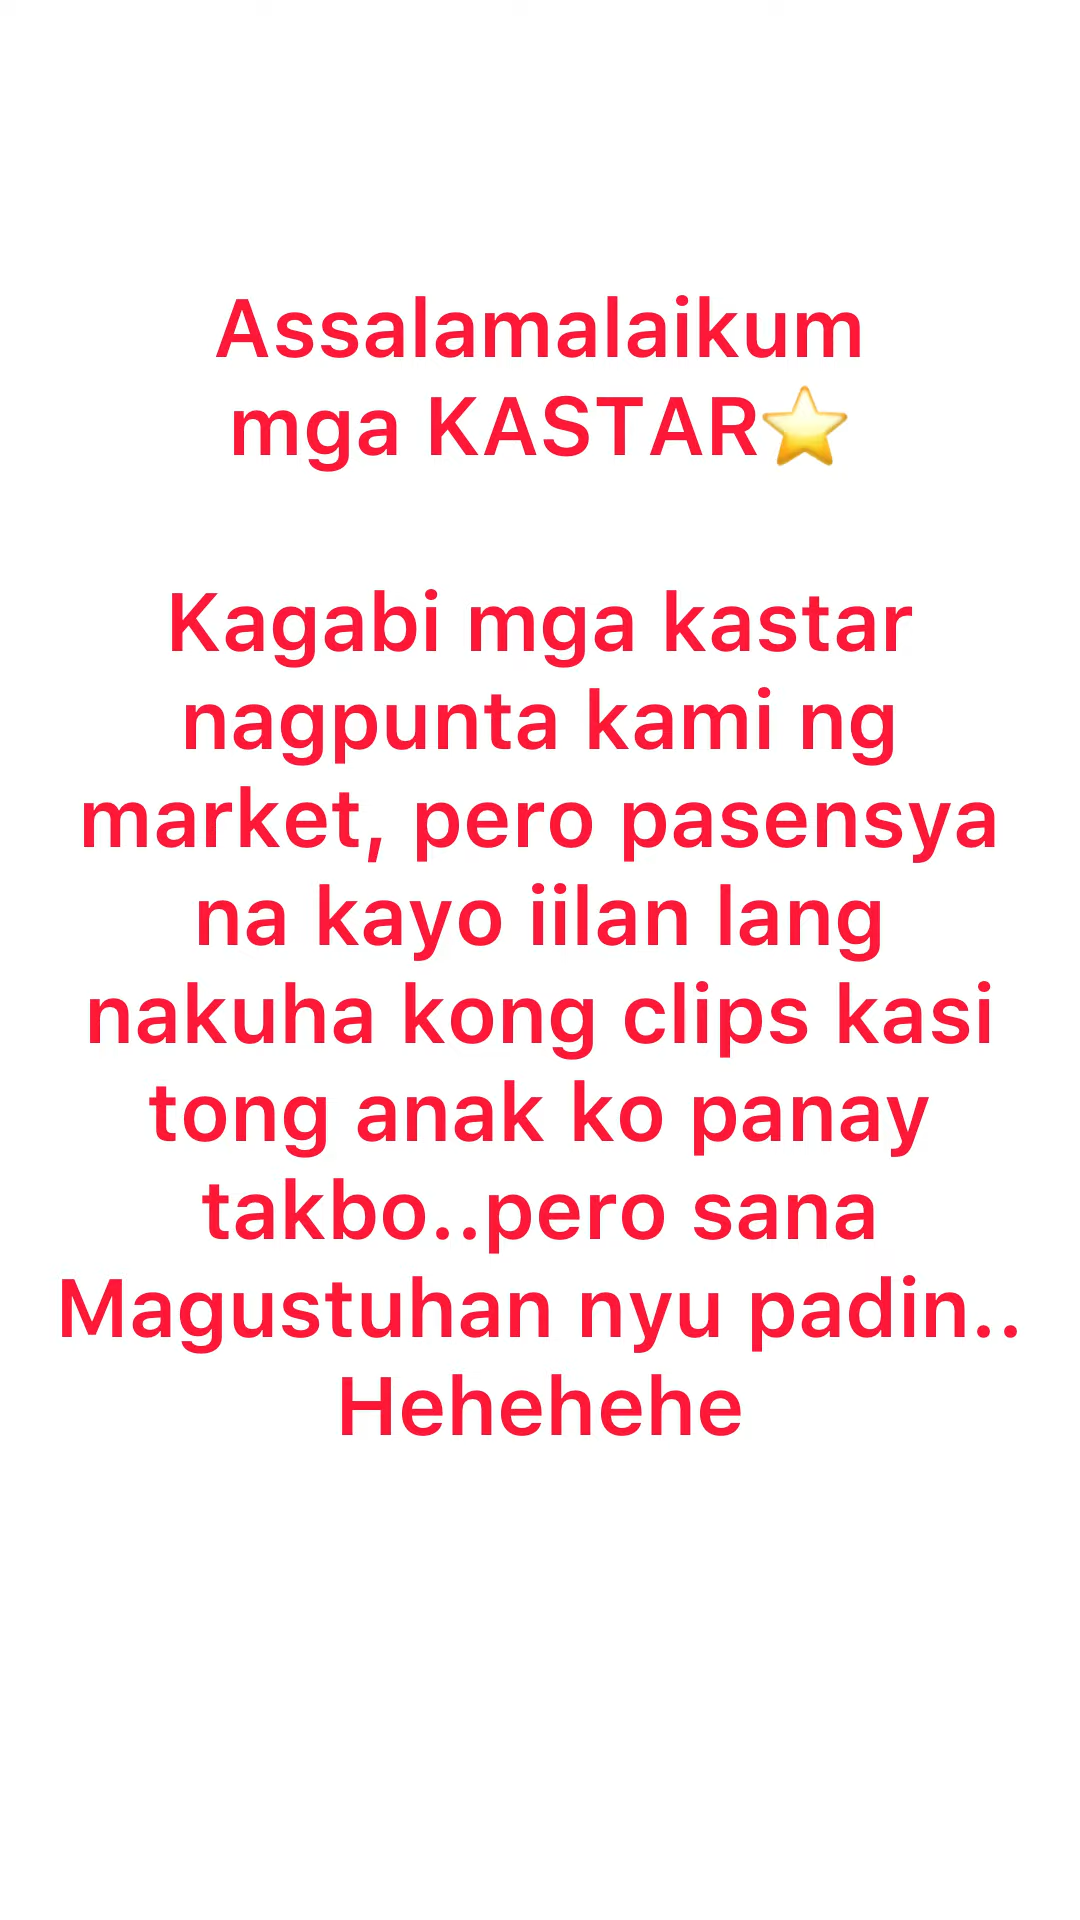 Assalamalaikum
mga KASTAR⭐
Kagabi mga kastar
nagpunta kami ng
market, pero pasensya
na kayo iilan lang
nakuha kong clips kasi
tong anak ko panay
takbo..pero sana
Magustuhan nyu padin..
Hehehehe